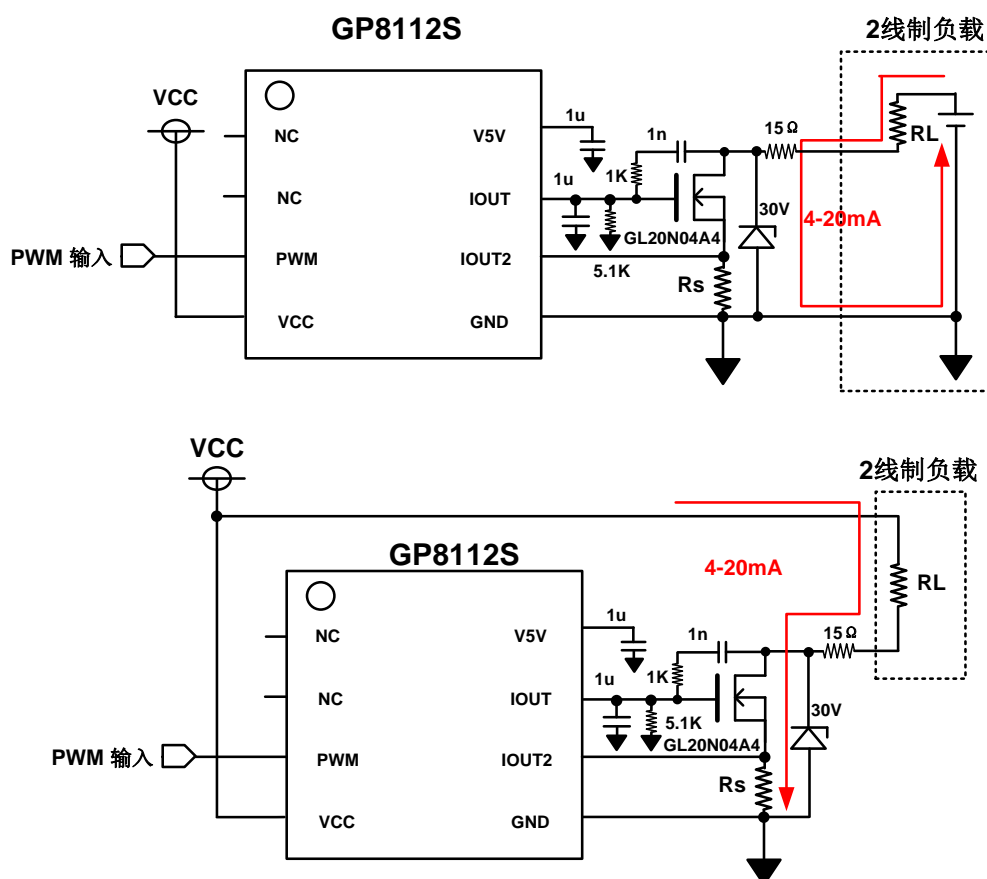 GP8112S
2线制负载
VCC
NC
V5V
1u
1n
15Ω
RL
1K
1u
NC
IOUT
30V
4-20mA
GL20N04A4
PWM 输入
PWM
IOUT2
5.1K
Rs
VCC
GND
VCC
2线制负载
GP8112S
4-20mA
RL
NC
V5V
1u
1n
15Ω
1K
1u
NC
IOUT
5.1K
30V
GL20N04A4
PWM 输入
PWM
IOUT2
Rs
VCC
GND